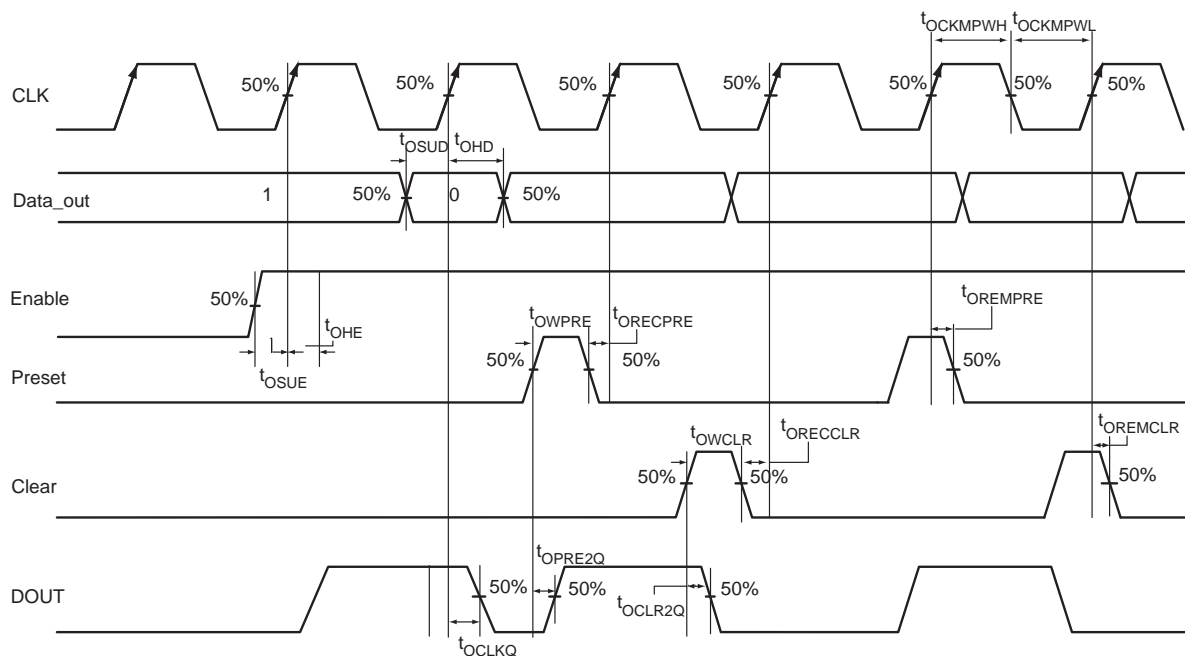 tOCKMPWH tOCKMPWL
CLK
50% 50% 50% 50% 50% 50% 50%
tOSUD tOHD
Data_out
1 50% 0 50%
Enable
50%
tOHE
tOSUE
tOWPRE tORECPRE
tOREMPRE
Preset
50% 50% 50%
tOWCLR tORECCLR
tOREMCLR
Clear
50% 50% 50%
DOUT
50%
tOPRE2Q
50%
tOCLR2Q
50%
tOCLKQ